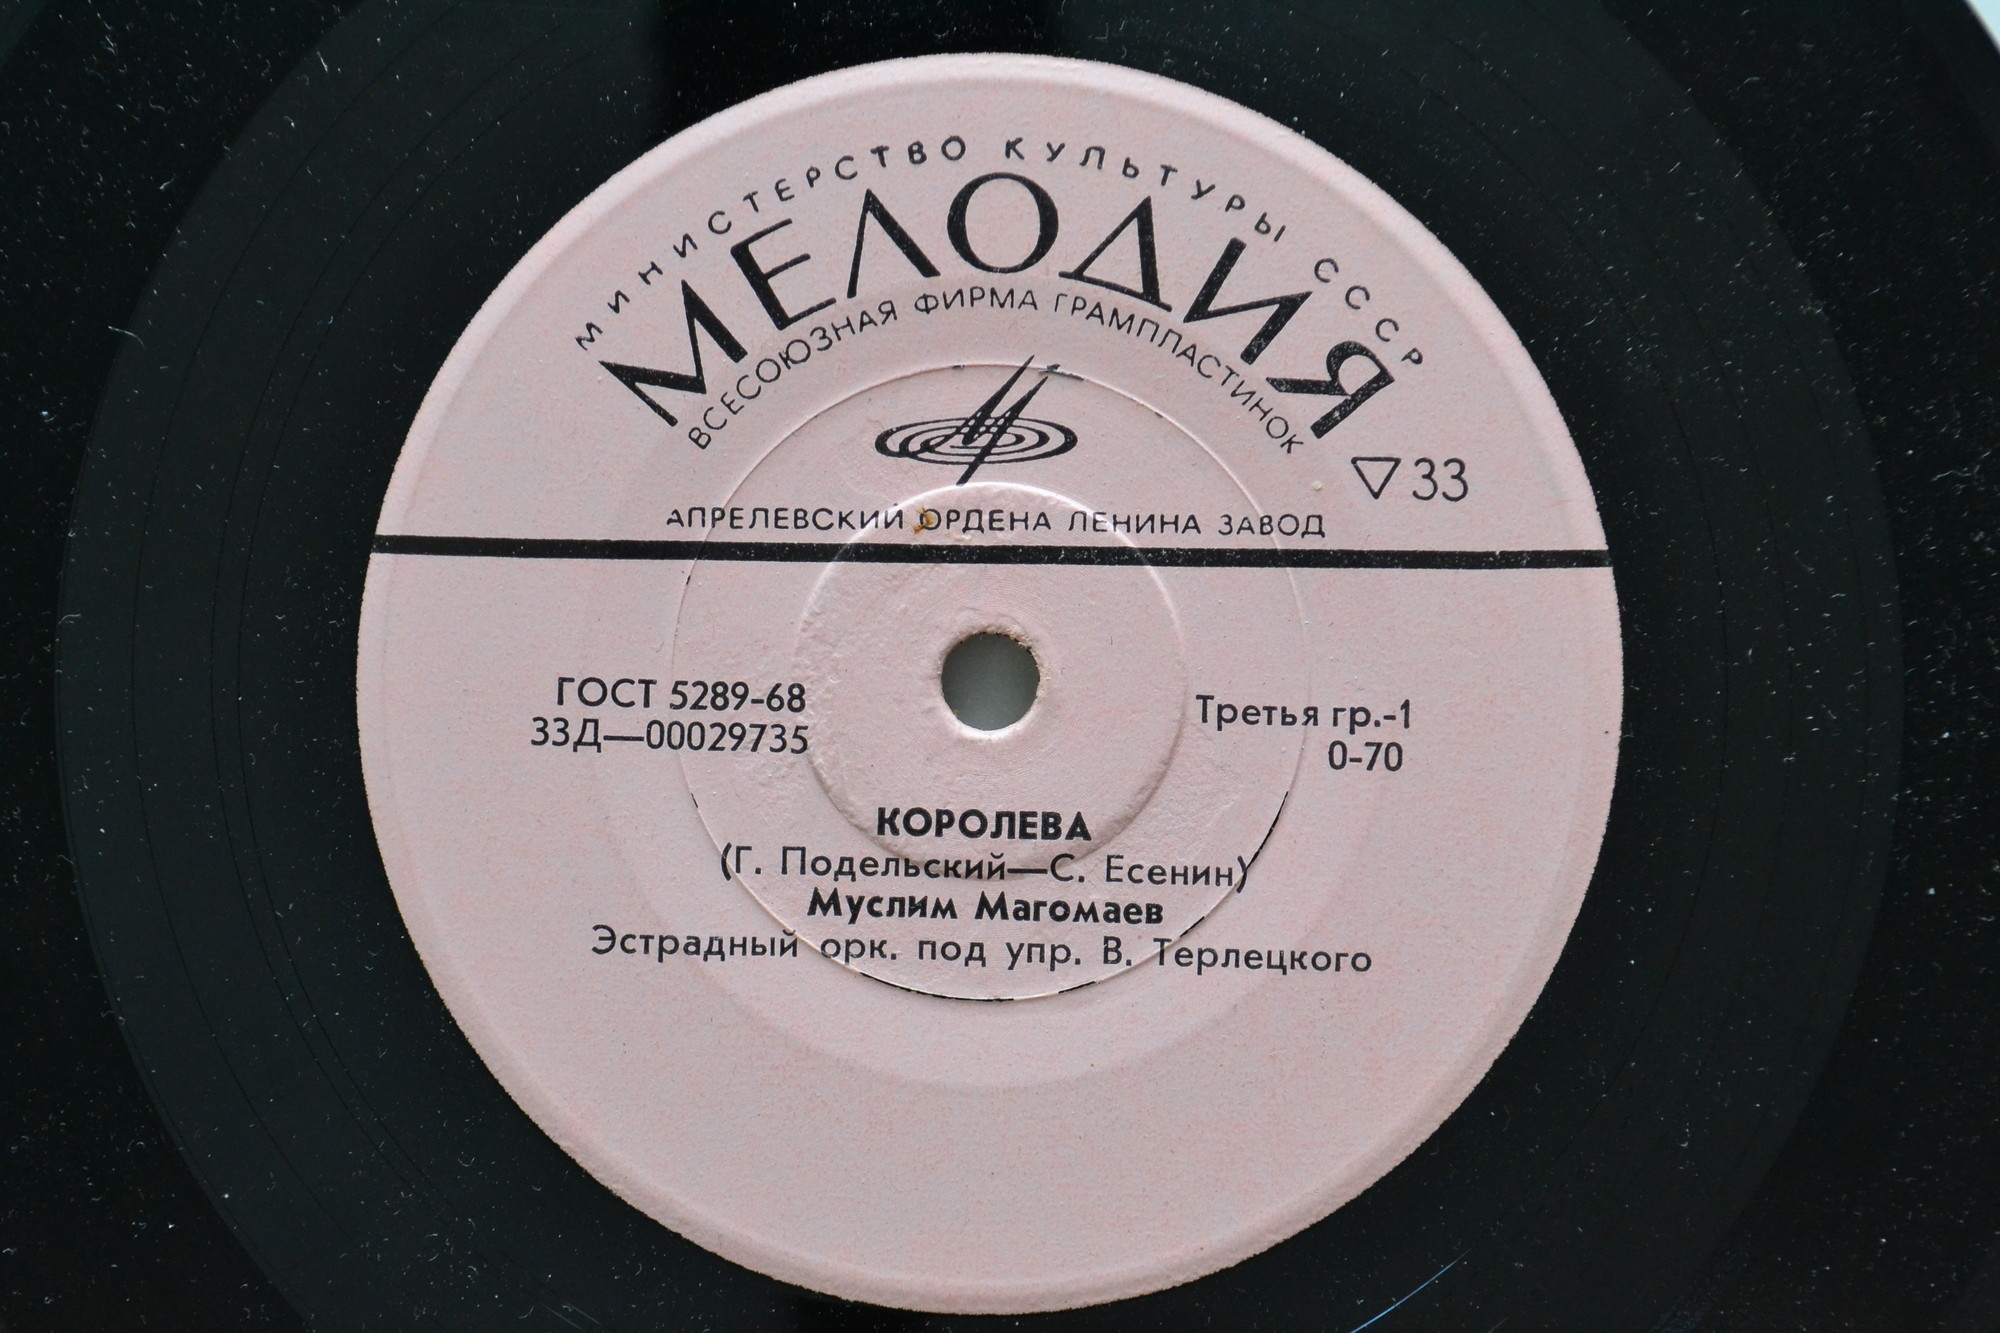 МИНИСТЕРСТВО КУЛЬТУРЫ СССР
МЕЛОДИЯ
ВСЕСОЮЗНАЯ ФИРМА ГРАМПЛАСТИНОК
▽33
АПРЕЛЕВСКИЙ ОРДЕНА ЛЕНИНА ЗАВОД
ГОСТ 5289-68
33Д—00029735
Третья гр.-1
0-70
КОРОЛЕВА
(Г. Подельский—С. Есенин)
Муслим Магомаев
Эстрадный орк. под упр. В. Терлецкого